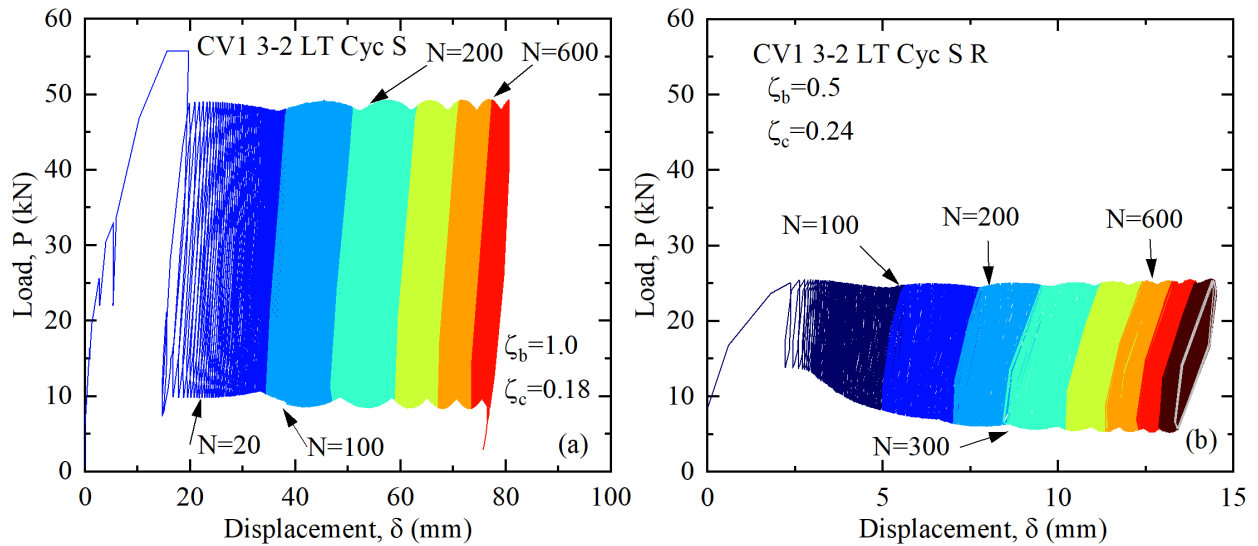 CV1 3-2 LT Cyc S
N=200
N=600
ζb=1.0
ζc=0.18
N=20
N=100
(a)
Load, P (kN)
60
50
40
30
20
10
0
0 20 40 60 80 100
Displacement, δ (mm)
CV1 3-2 LT Cyc S R
ζb=0.5
ζc=0.24
N=100
N=200
N=600
N=300
(b)
Load, P (kN)
60
50
40
30
20
10
0
0 5 10 15
Displacement, δ (mm)